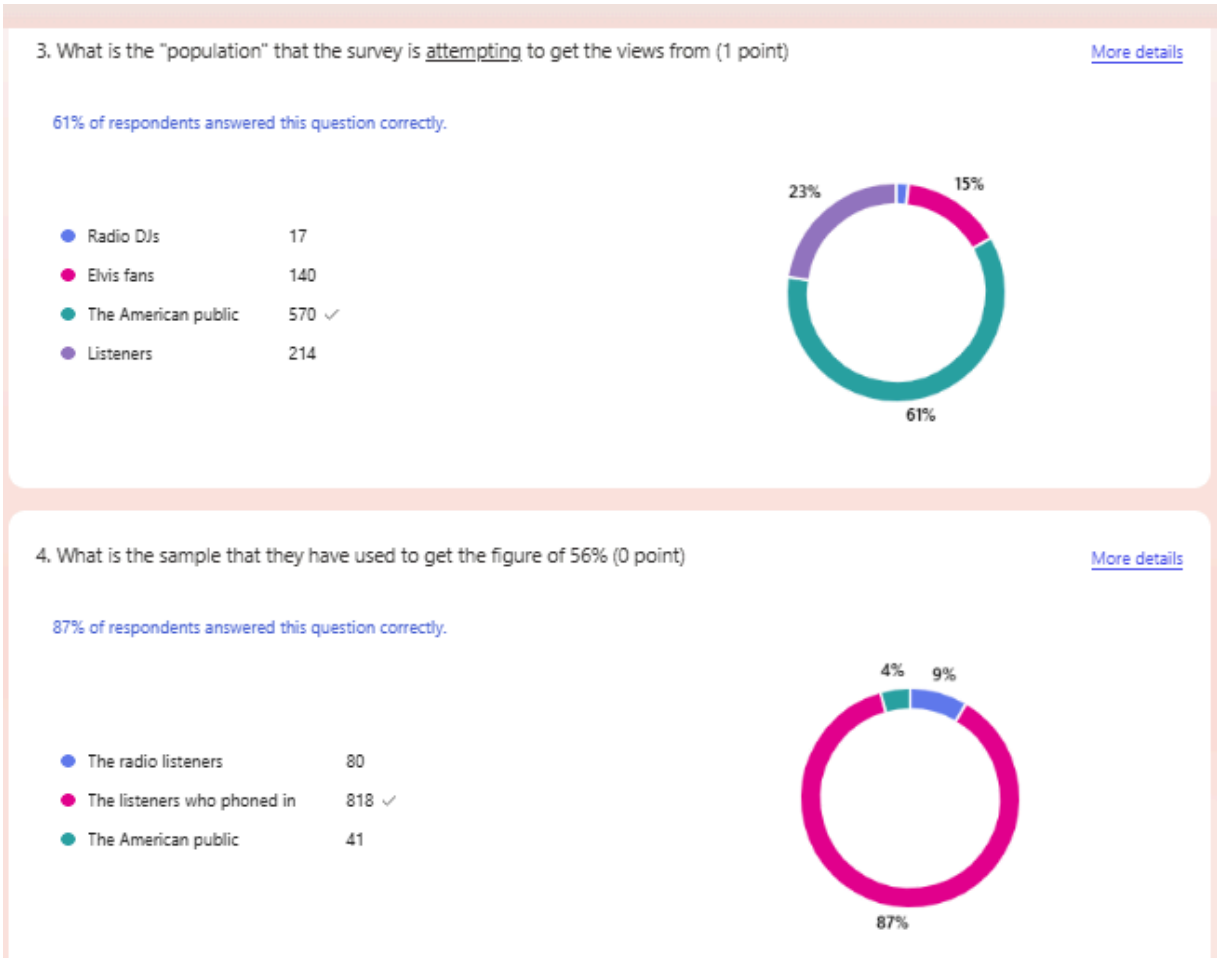 3. What is the "population" that the survey is attempting to get the views from (1 point)
More details
61% of respondents answered this question correctly.
23%
15%
Radio DJs 17
Elvis fans 140
The American public 570 ✓
Listeners 214
61%
4. What is the sample that they have used to get the figure of 56% (0 point)
More details
87% of respondents answered this question correctly.
4% 9%
The radio listeners 80
The listeners who phoned in 818 ✓
The American public 41
87%